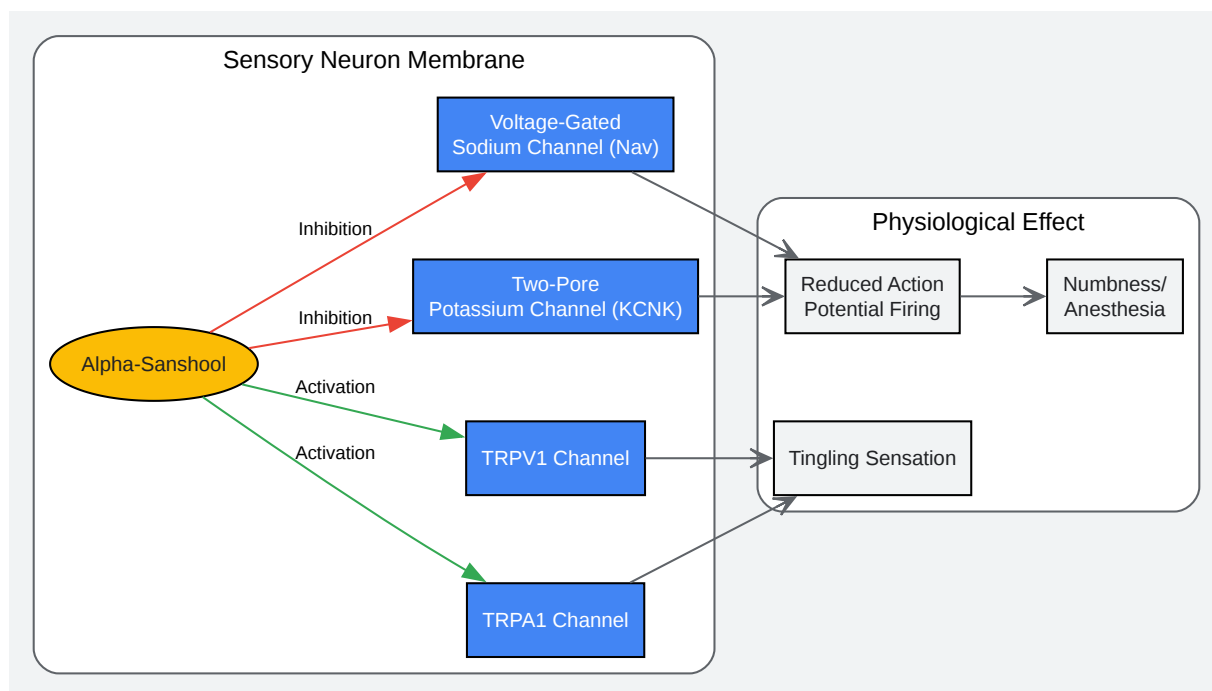 Sensory Neuron Membrane
Voltage-Gated
Sodium Channel (Nav)
Inhibition
Physiological Effect
Two-Pore
Potassium Channel (KCNK)
Reduced Action
Potential Firing
Numbness/
Anesthesia
Inhibition
Alpha-Sanshool
Activation
TRPV1 Channel
Tingling Sensation
Activation
TRPA1 Channel